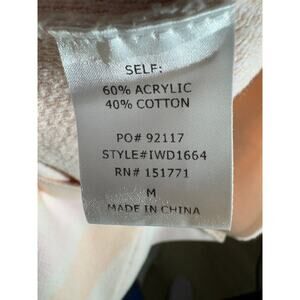 SELF:
60% ACRYLIC
40% COTTON
PO# 92117
STYLE#IWD1664
RN# 151771
M
MADE IN CHINA